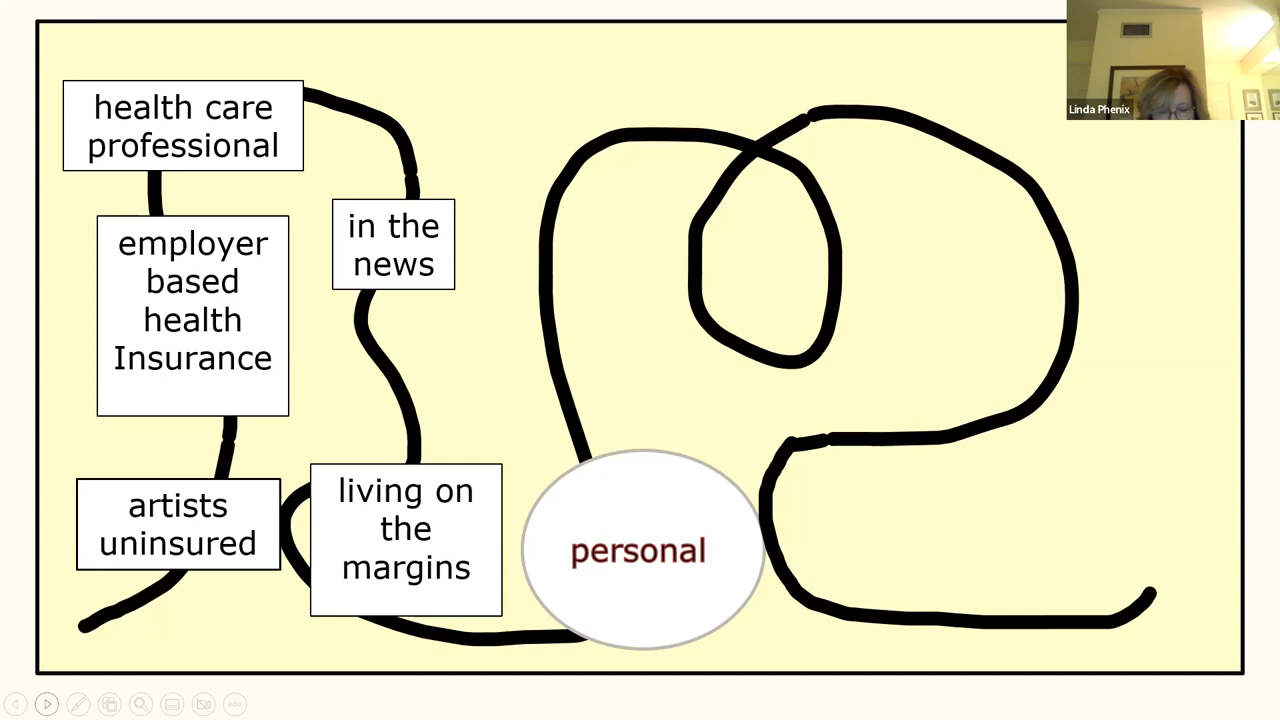 health care
professional
employer
based
health
Insurance
artists
uninsured
in the
news
living on
the
margins
personal
Linda Phenix